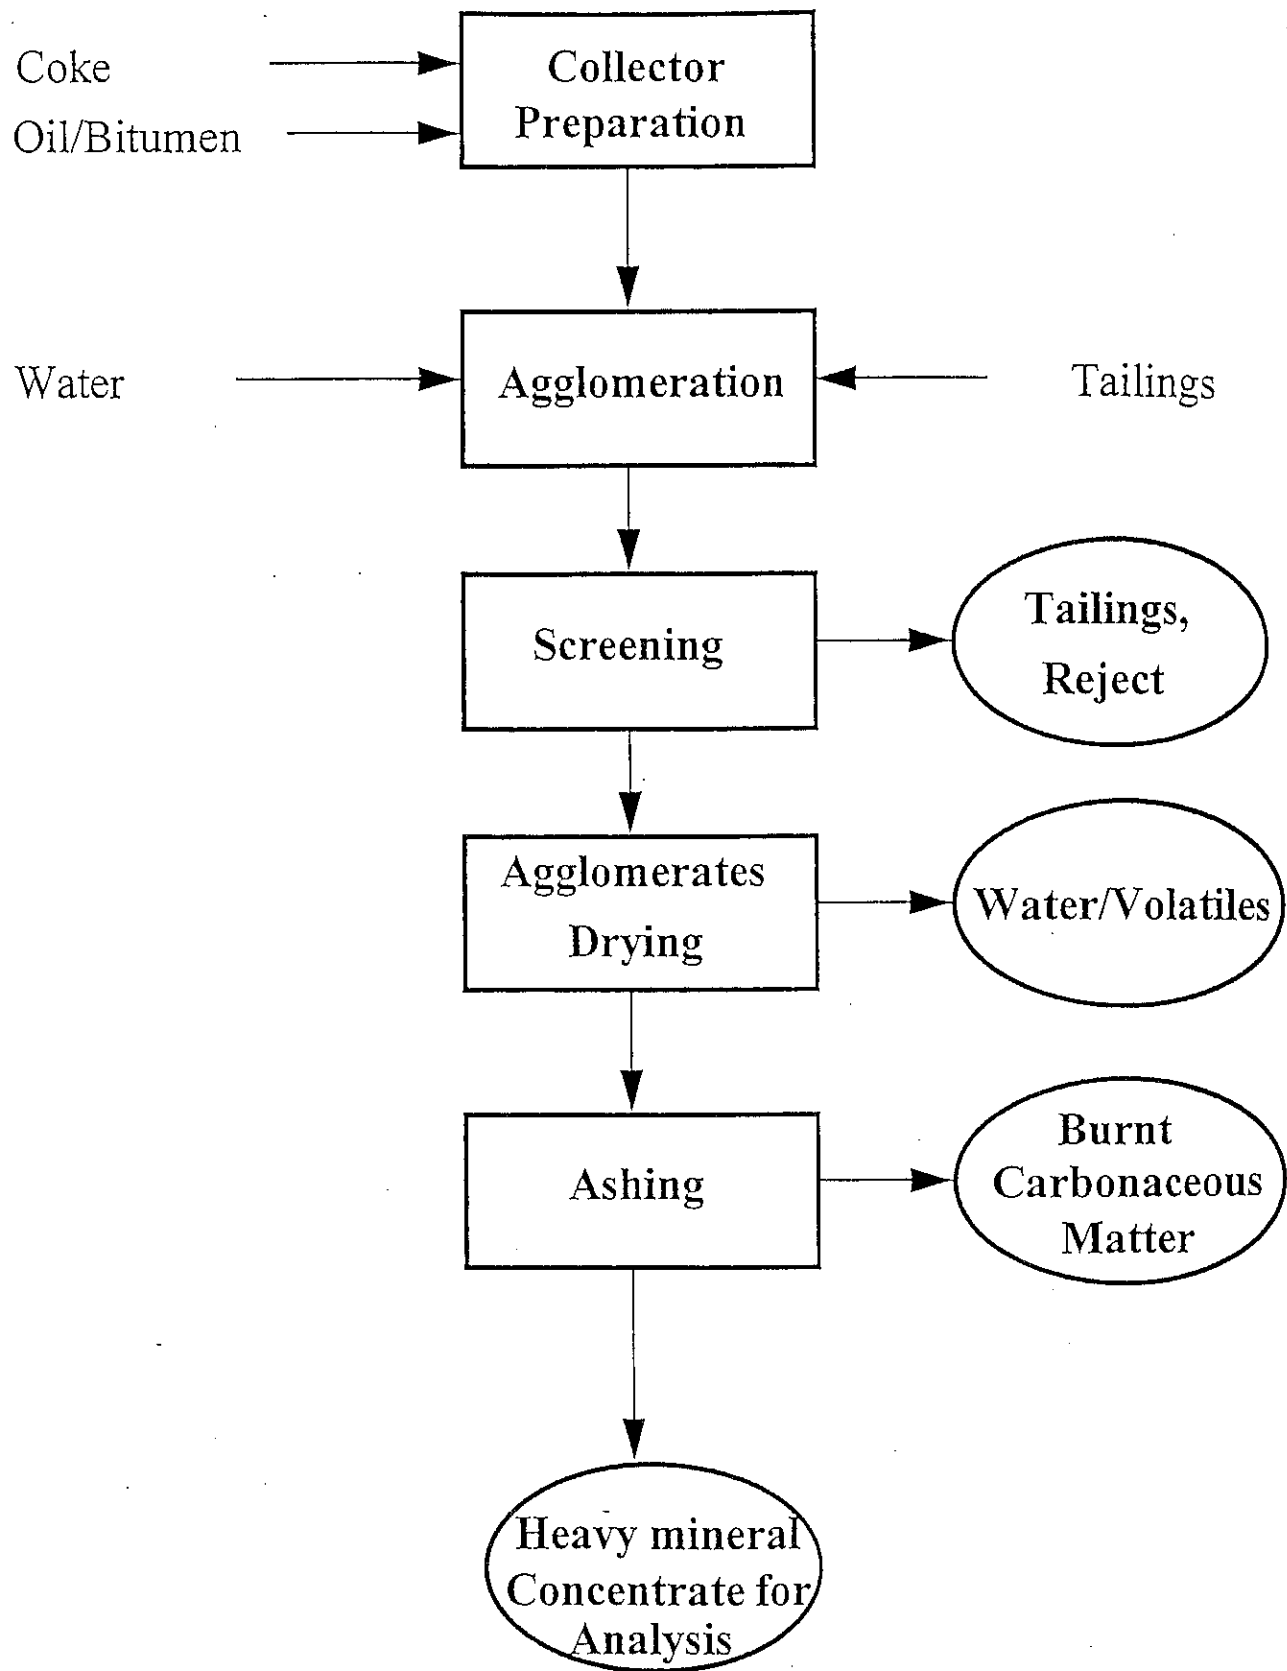 Coke
Oil/Bitumen
Collector
Preparation
Water
Agglomeration
Tailings
Screening
Tailings,
Reject
Agglomerates
Drying
Water/Volatiles
Ashing
Burnt
Carbonaceous
Matter
Heavy mineral
Concentrate for
Analysis